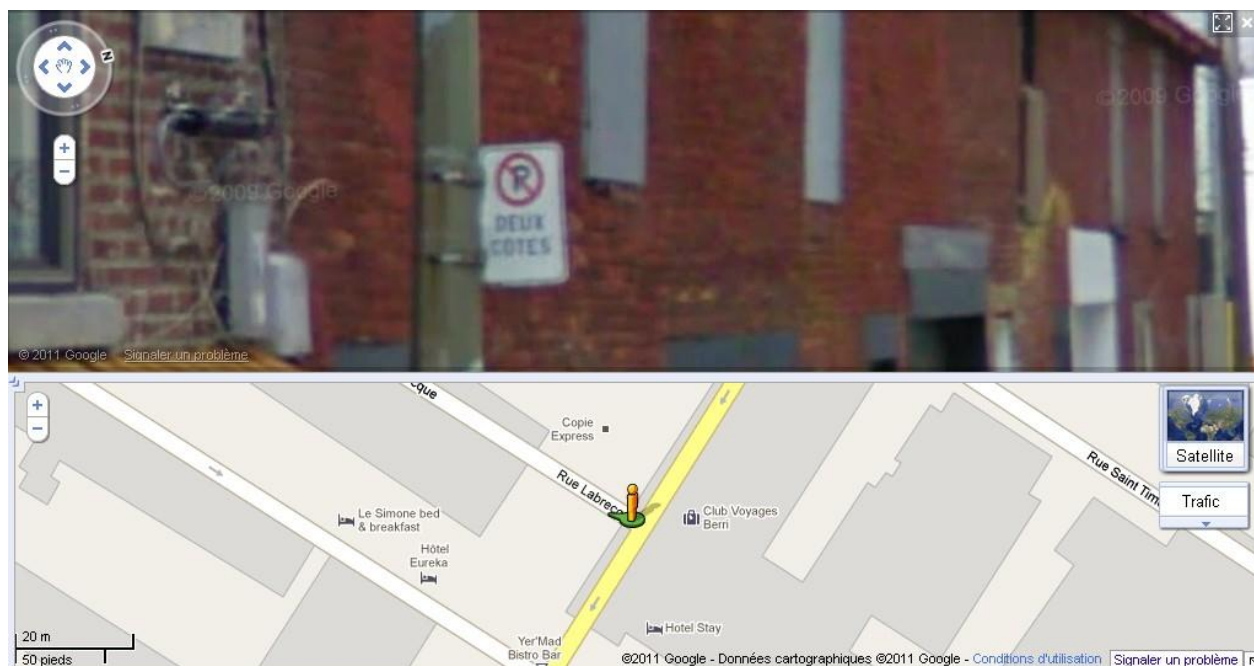 N
©2009 Google
P
DEUX
COTES
©2009 Google
© 2011 Google Signaler un problème
cque
Copie
Express
Rue Labrec
Rue Saint Tim
Satellite
Trafic
Le Simone bed
& breakfast
Club Voyages
Berri
Hôtel
Eureka
Hotel Stay
Yer'Mad
Bistro Bar
20 m
50 pieds
©2011 Google - Données cartographiques ©2011 Google - Conditions d'utilisation Signaler un problème